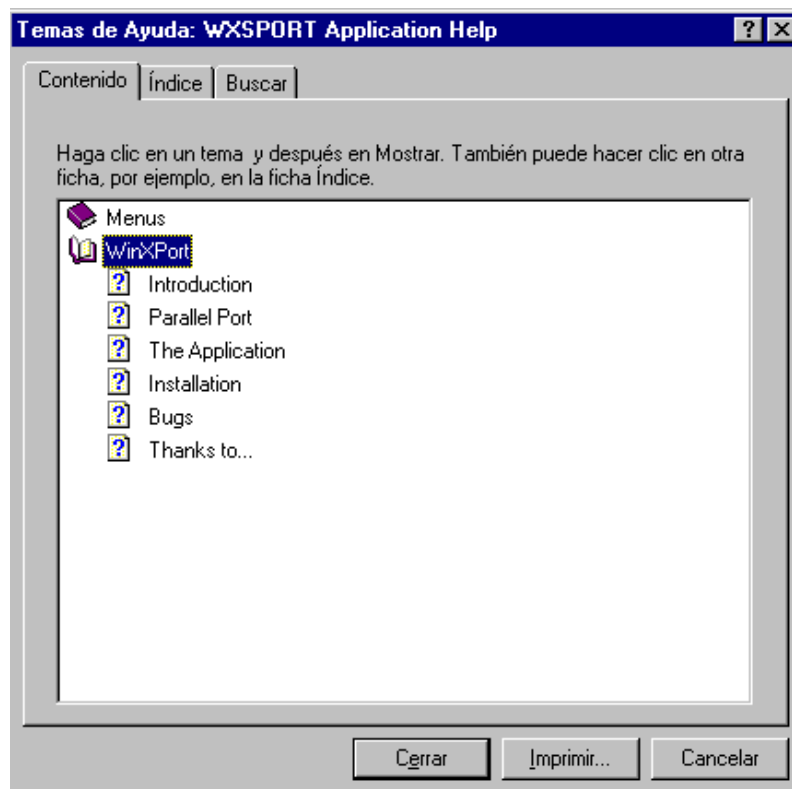 Temas de Ayuda: WXSPORT Application Help
Contenido
Índice
Buscar
Haga clic en un tema y después en Mostrar. También puede hacer clic en otra
ficha, por ejemplo, en la ficha Índice.
Menus
WinXPort
Introduction
Parallel Port
The Application
Installation
Bugs
Thanks to...
Cerrar
Imprimir...
Cancelar